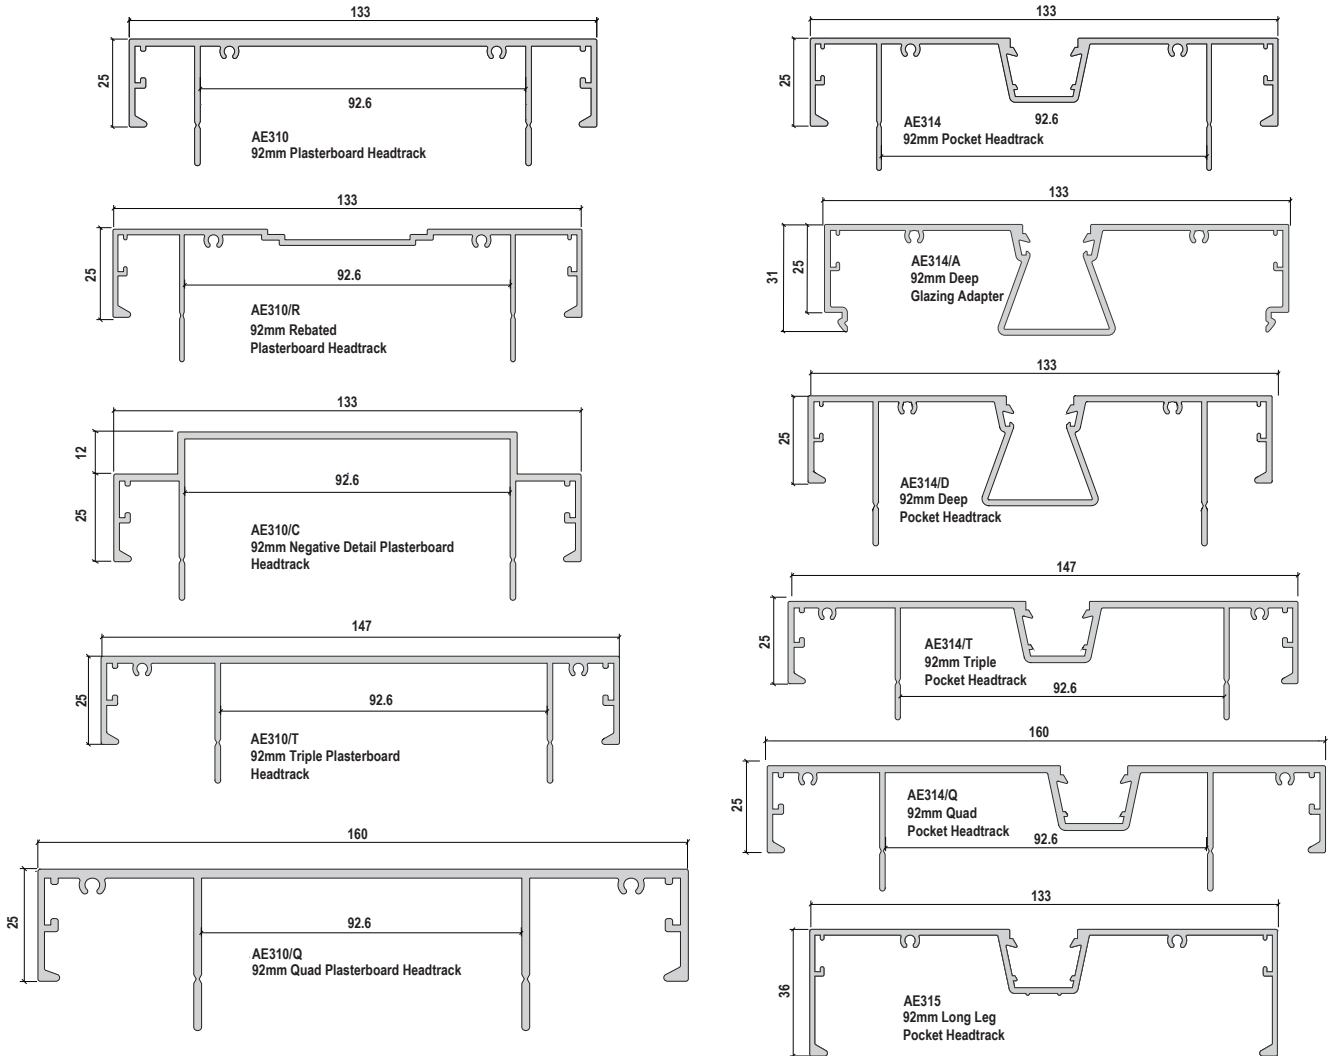 133
25
92.6
AE310
92mm Plasterboard Headtrack
133
25
92.6
AE310/R
92mm Rebated
Plasterboard Headtrack
133
12
25
92.6
AE310/C
92mm Negative Detail Plasterboard
Headtrack
147
25
92.6
AE310/T
92mm Triple Plasterboard
Headtrack
160
25
92.6
AE310/Q
92mm Quad Plasterboard Headtrack
133
25
AE314
92.6
92mm Pocket Headtrack
133
31
25
AE314/A
92mm Deep
Glazing Adapter
133
25
AE314/D
92mm Deep
Pocket Headtrack
147
25
AE314/T
92mm Triple
Pocket Headtrack
92.6
160
25
AE314/Q
92mm Quad
Pocket Headtrack
92.6
133
36
AE315
92mm Long Leg
Pocket Headtrack